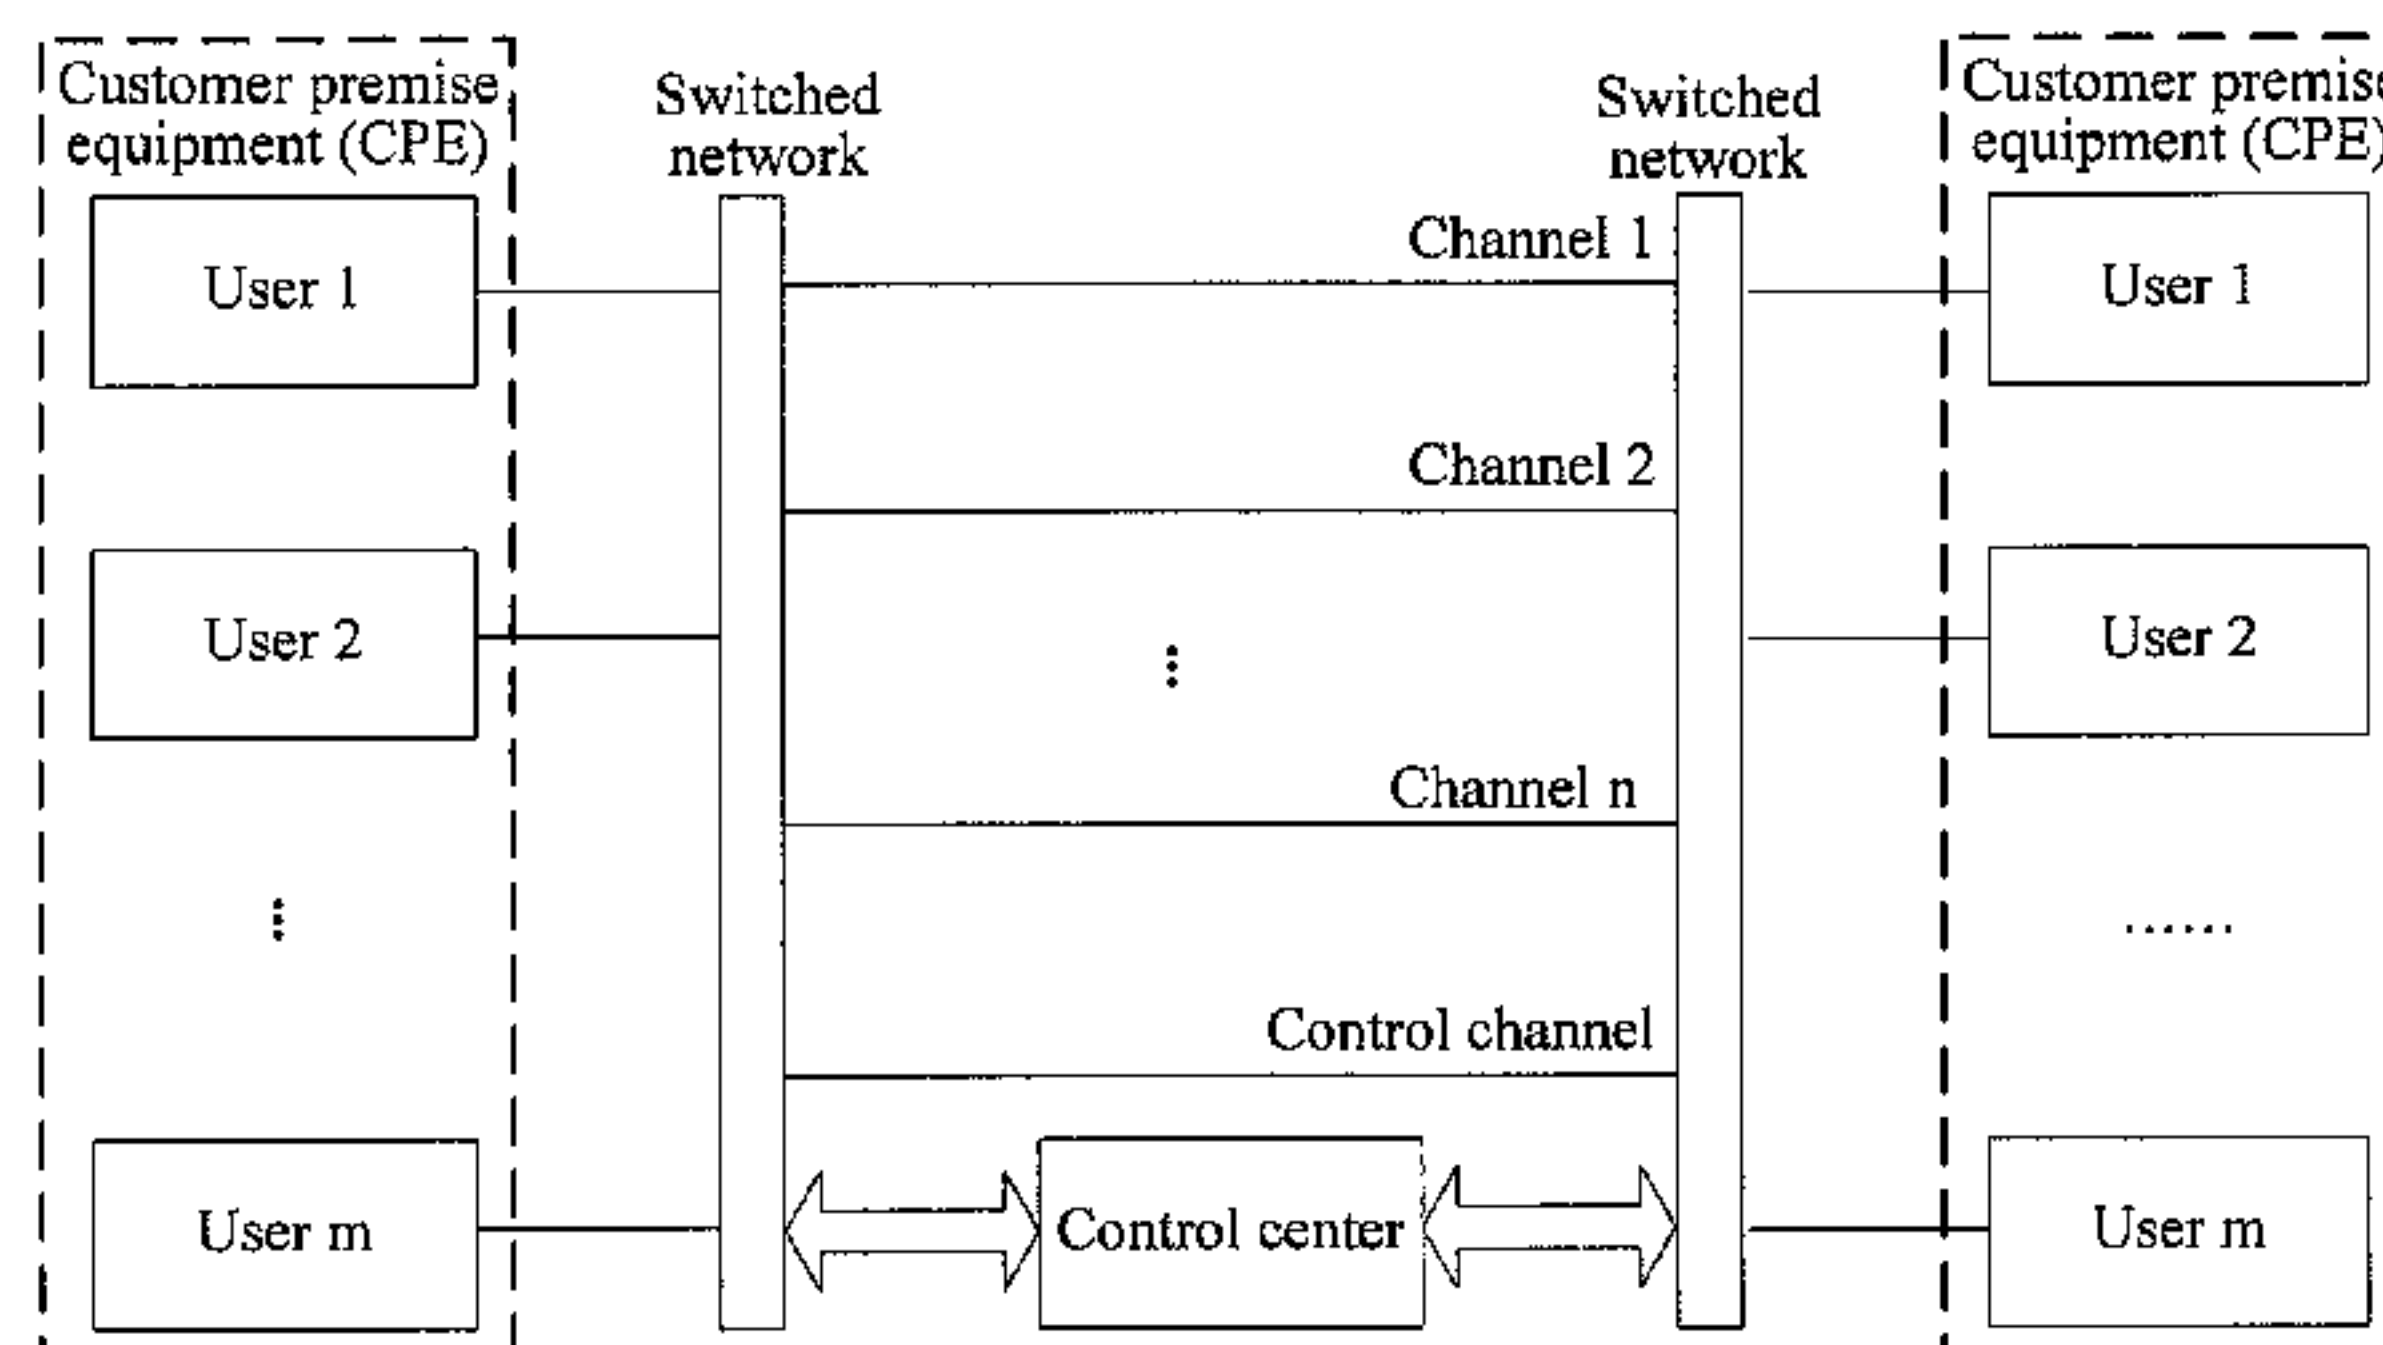 Customer premise
equipment (CPE)
Switched
network
Switched
network
Customer premise
equipment (CPE)
User 1
Channel 1
User 1
Channel 2
User 2
User 2
Channel n
Control channel
User m
Control center
User m